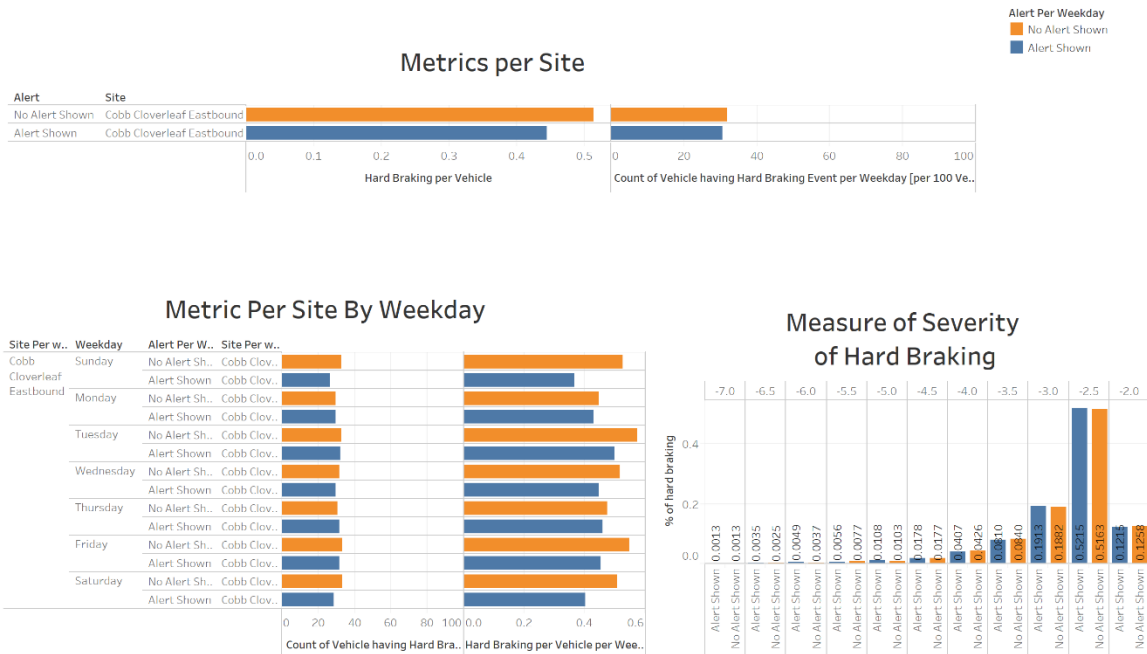 Alert Per Weekday
No Alert Shown
Alert Shown
Metrics per Site
Alert Site
No Alert Shown Cobb Cloverleaf Eastbound
Alert Shown Cobb Cloverleaf Eastbound
0.0 0.1 0.2 0.3 0.4 0.5 0 20 40 60 80 100
Hard Braking per Vehicle Count of Vehicle having Hard Braking Event per Weekday [per 100 Ve..
Metric Per Site By Weekday
Site Per w.. Weekday Alert Per W.. Site Per w..
Cobb Cloverleaf Eastbound
Sunday No Alert Sh.. Cobb Clov..
Alert Shown Cobb Clov..
Monday No Alert Sh.. Cobb Clov..
Alert Shown Cobb Clov..
Tuesday No Alert Sh.. Cobb Clov..
Alert Shown Cobb Clov..
Wednesday No Alert Sh.. Cobb Clov..
Alert Shown Cobb Clov..
Thursday No Alert Sh.. Cobb Clov..
Alert Shown Cobb Clov..
Friday No Alert Sh.. Cobb Clov..
Alert Shown Cobb Clov..
Saturday No Alert Sh.. Cobb Clov..
Alert Shown Cobb Clov..
0 20 40 60 80 100 0.0 0.2 0.4 0.6
Count of Vehicle having Hard Bra.. Hard Braking per Vehicle per Wee..
Measure of Severity
of Hard Braking
-7.0 -6.5 -6.0 -5.5 -5.0 -4.5 -4.0 -3.5 -3.0 -2.5 -2.0
% of hard braking
0.4
0.2
0.0
0.0013 0.0013 0.0035 0.0025 0.0049 0.0037 0.0056 0.0077 0.0108 0.0103 0.0178 0.0177 0.0407 0.0426 0.0810 0.0840 0.1913 0.1882 0.5215 0.5163 0.1215 0.1258
Alert Shown No Alert Shown Alert Shown No Alert Shown Alert Shown No Alert Shown Alert Shown No Alert Shown Alert Shown No Alert Shown Alert Shown No Alert Shown Alert Shown No Alert Shown Alert Shown No Alert Shown Alert Shown No Alert Shown Alert Shown No Alert Shown Alert Shown No Alert Shown